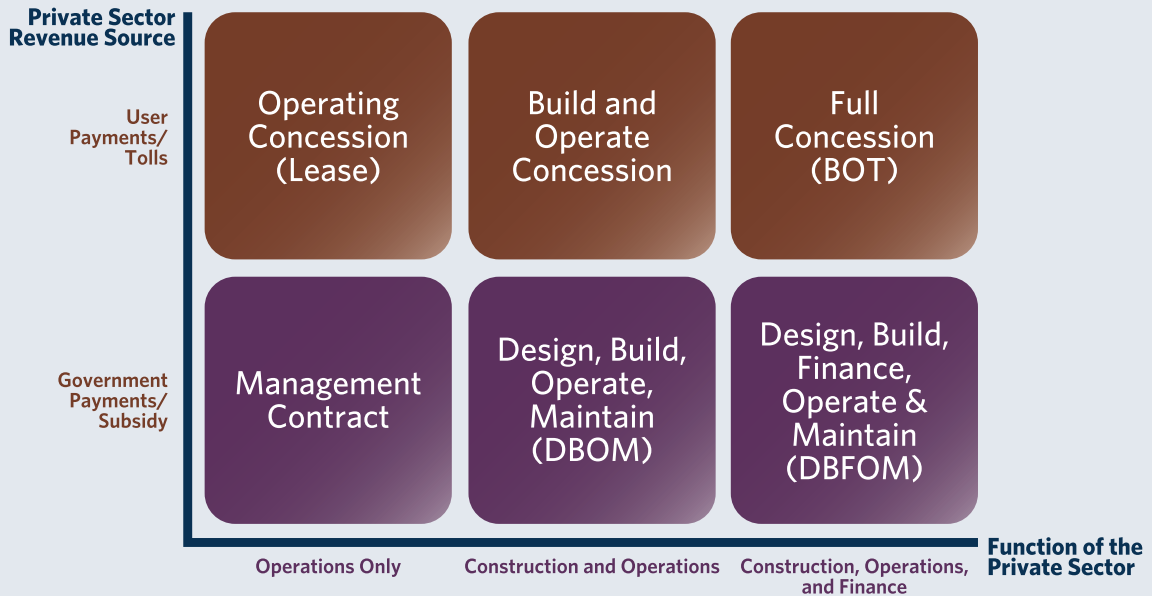 Private Sector
Revenue Source
User
Payments/
Tolls
Operating
Concession
(Lease)
Build and
Operate
Concession
Full
Concession
(BOT)
Government
Payments/
Subsidy
Management
Contract
Design, Build,
Operate,
Maintain
(DBOM)
Design, Build,
Finance,
Operate &
Maintain
(DBFOM)
Operations Only
Construction and Operations
Construction, Operations,
and Finance
Function of the
Private Sector